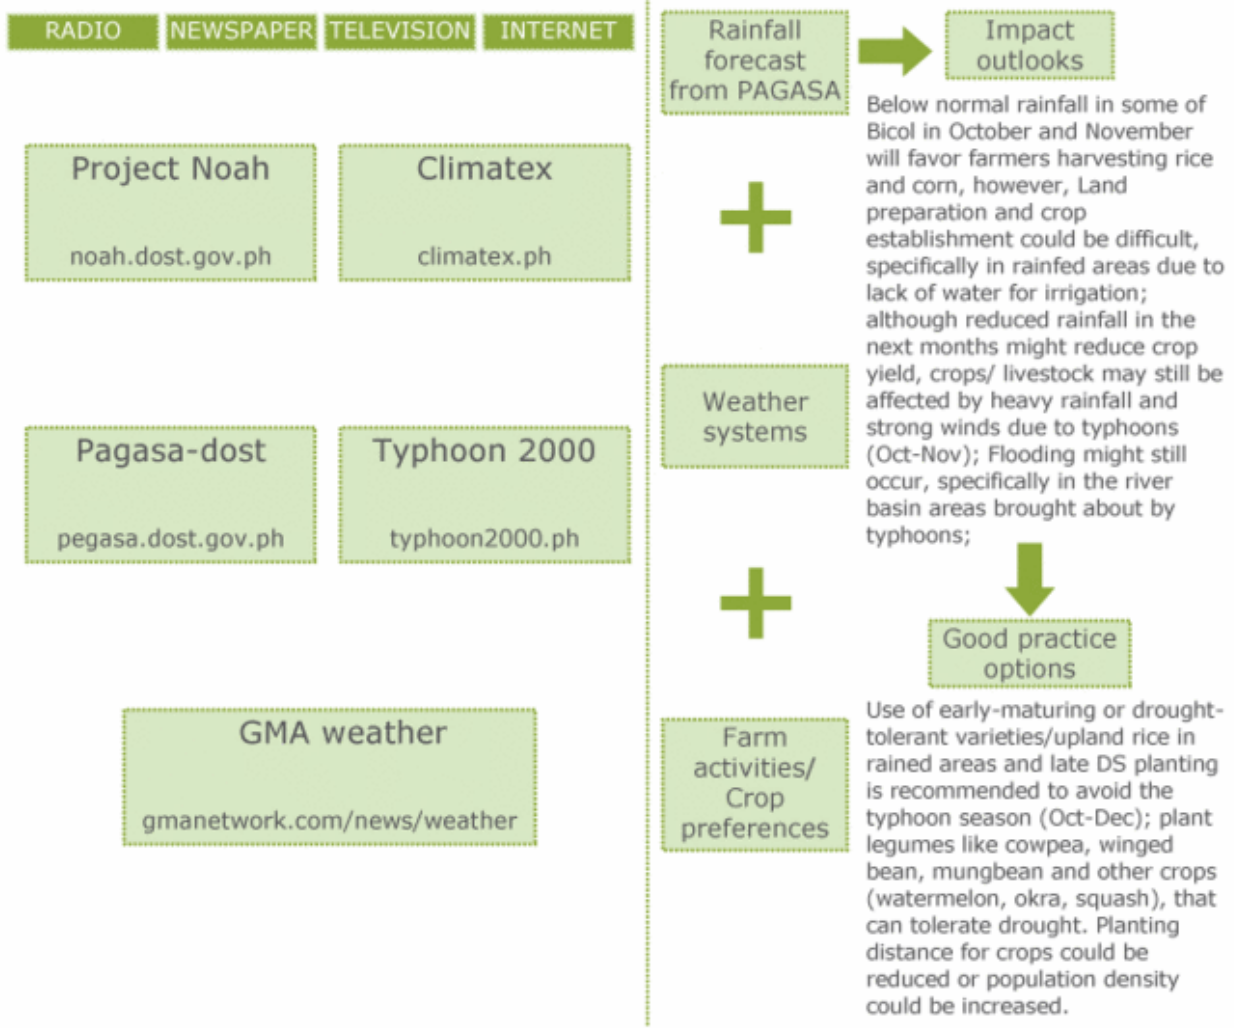 RADIO
NEWSPAPER
TELEVISION
INTERNET
Project Noah
noah.dost.gov.ph
Climatex
climatex.ph
Pagasa-dost
pegasa.dost.gov.ph
Typhoon 2000
typhoon2000.ph
GMA weather
gmanetwork.com/news/weather
Rainfall
forecast
from PAGASA
Weather
systems
Farm
activities/
Crop
preferences
Impact
outlooks
Below normal rainfall in some of
Bicol in October and November
will favor farmers harvesting rice
and corn, however, Land
preparation and crop
establishment could be difficult,
specifically in rainfed areas due to
lack of water for irrigation;
although reduced rainfall in the
next months might reduce crop
yield, crops/ livestock may still be
affected by heavy rainfall and
strong winds due to typhoons
(Oct-Nov); Flooding might still
occur, specifically in the river
basin areas brought about by
typhoons;
Good practice
options
Use of early-maturing or drought-
tolerant varieties/upland rice in
rained areas and late DS planting
is recommended to avoid the
typhoon season (Oct-Dec); plant
legumes like cowpea, winged
bean, mungbean and other crops
(watermelon, okra, squash), that
can tolerate drought. Planting
distance for crops could be
reduced or population density
could be increased.